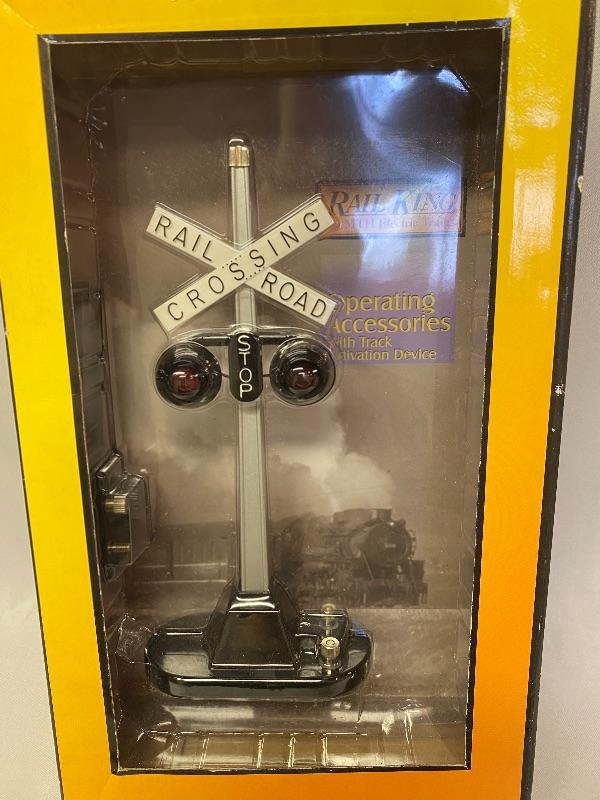 RAIL KING
RAIL ROAD
CROSSING
STOP
Operating
Accessories
With Track
Activation Device